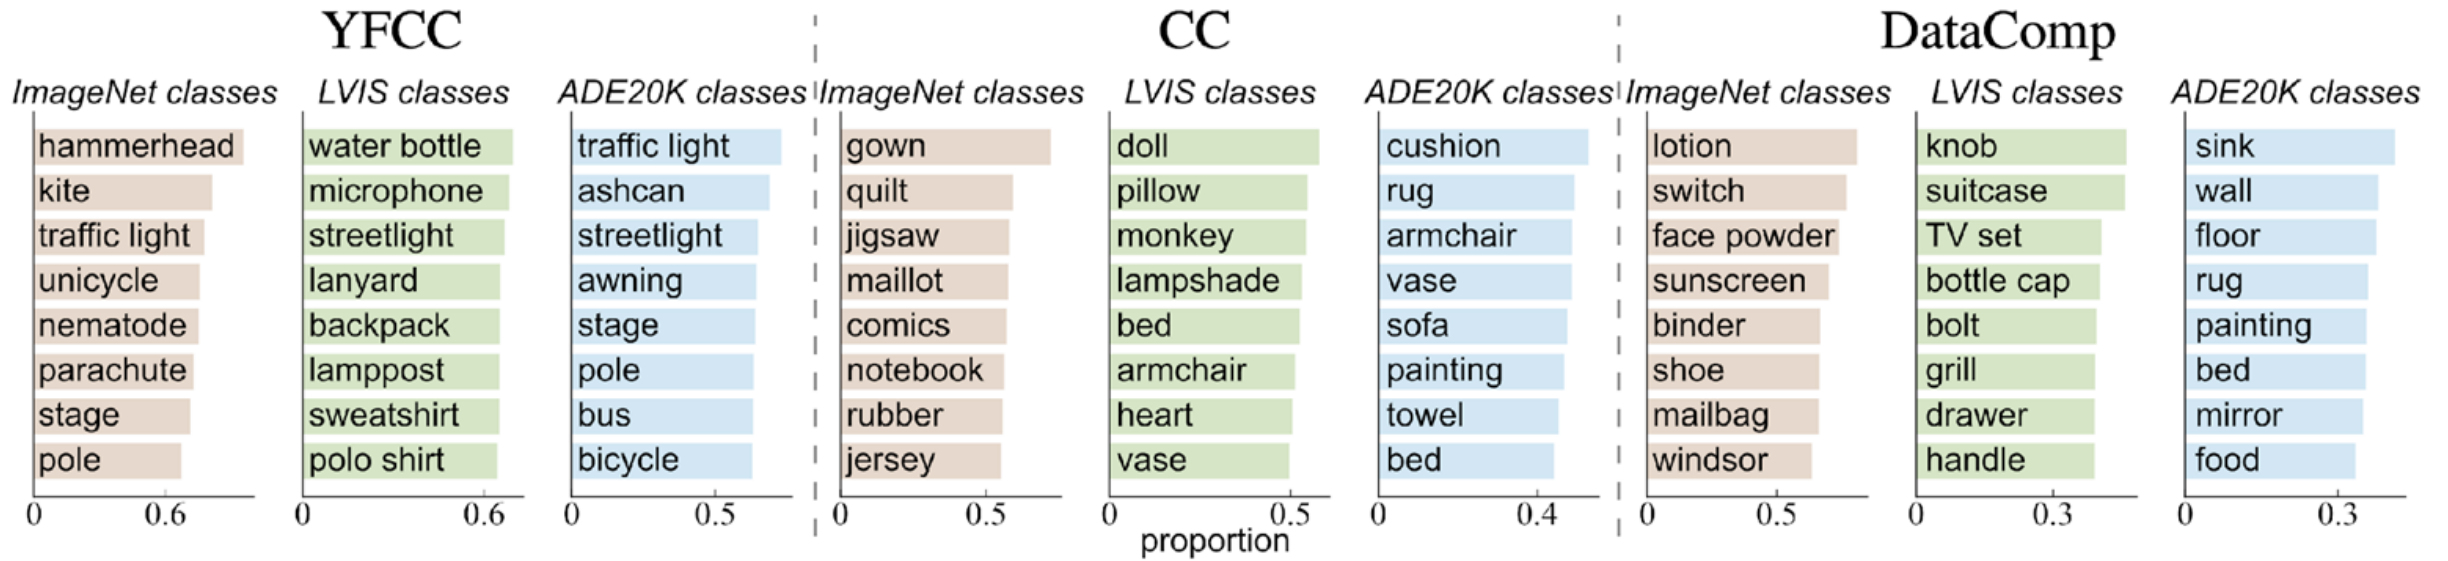 YFCC
CC
DataComp
ImageNet classes
hammerhead
kite
traffic light
unicycle
nematode
parachute
stage
pole
0 0.6
LVIS classes
water bottle
microphone
streetlight
lanyard
backpack
lamppost
sweatshirt
polo shirt
0 0.6
ADE20K classes
traffic light
ashcan
streetlight
awning
stage
pole
bus
bicycle
0 0.5
ImageNet classes
gown
quilt
jigsaw
maillot
comics
notebook
rubber
jersey
0 0.5
LVIS classes
doll
pillow
monkey
lampshade
bed
armchair
heart
vase
0 0.5
proportion
ADE20K classes
cushion
rug
armchair
vase
sofa
painting
towel
bed
0 0.4
ImageNet classes
lotion
switch
face powder
sunscreen
binder
shoe
mailbag
windsor
0 0.5
LVIS classes
knob
suitcase
TV set
bottle cap
bolt
grill
drawer
handle
0 0.3
ADE20K classes
sink
wall
floor
rug
painting
bed
mirror
food
0 0.3